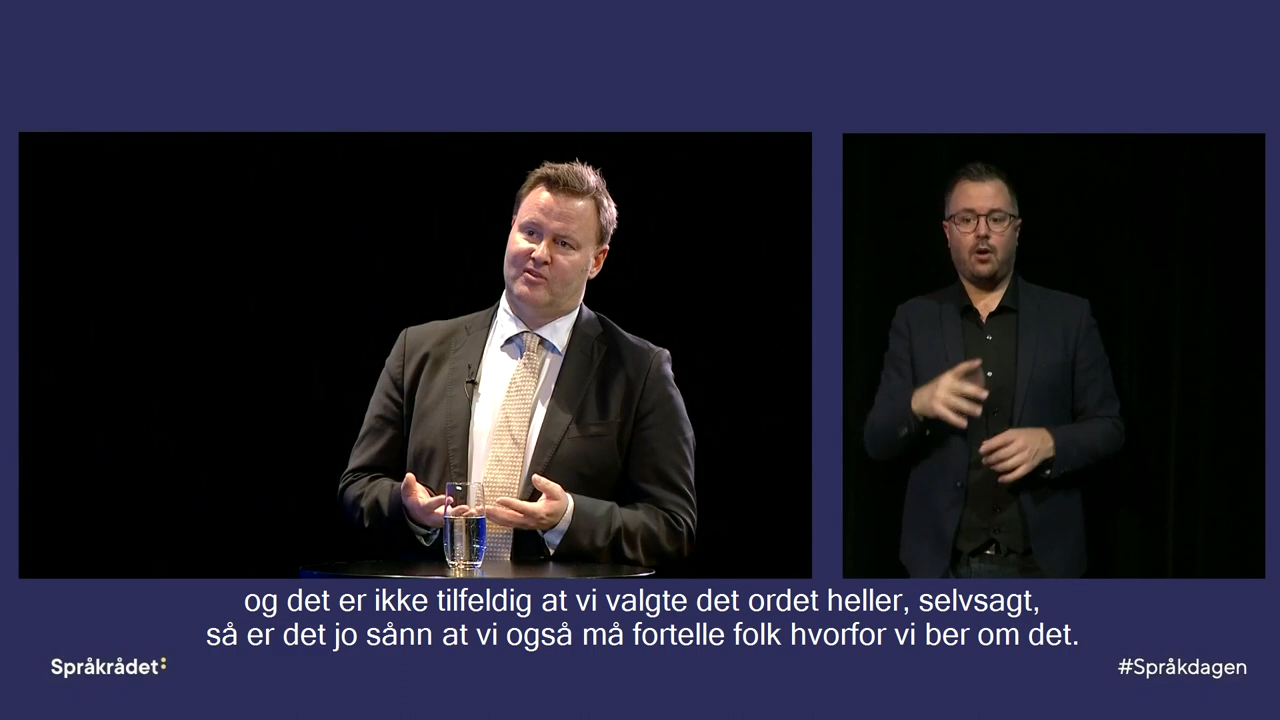 og det er ikke tilfeldig at vi valgte det ordet heller, selvsagt,
så er det jo sånn at vi også må fortelle folk hvorfor vi ber om det.
Språkrådet:
#Språkdagen